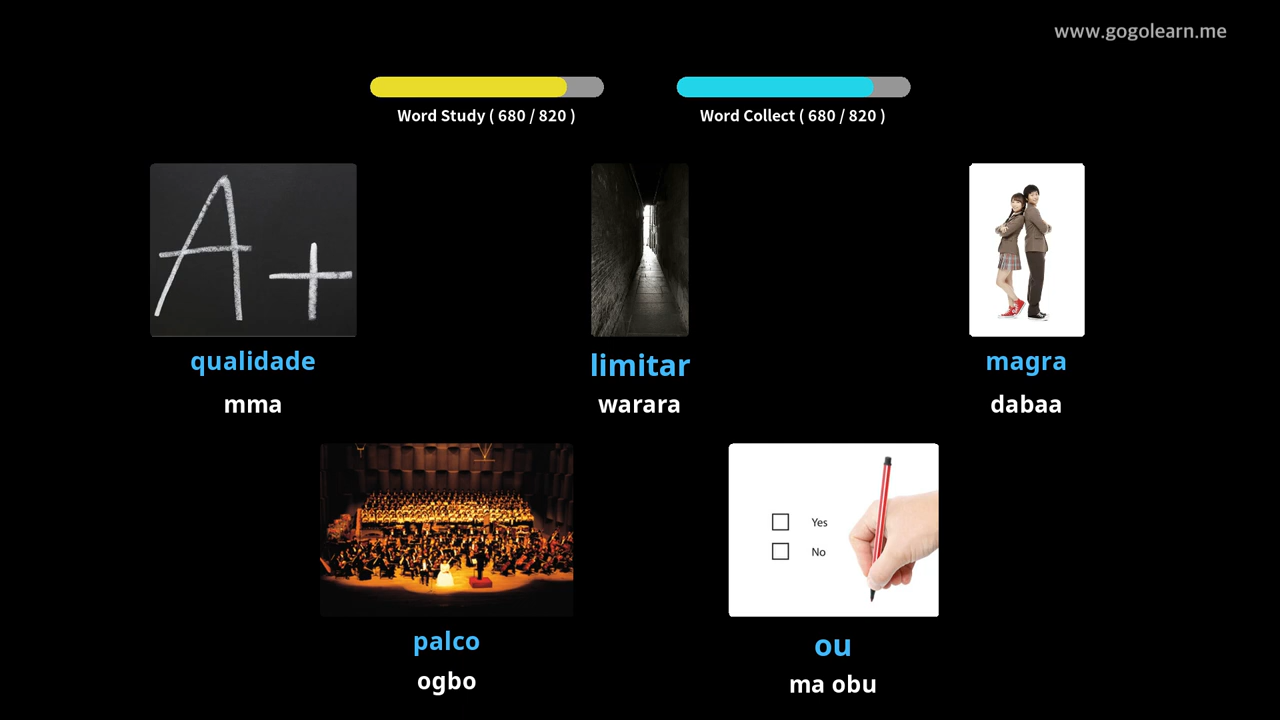 www.gogolearn.me
Word Study ( 680 / 820 )
Word Collect ( 680 / 820 )
A+
qualidade
mma
limitar
warara
magra
dabaa
Yes
No
palco
ogbo
ou
ma obu